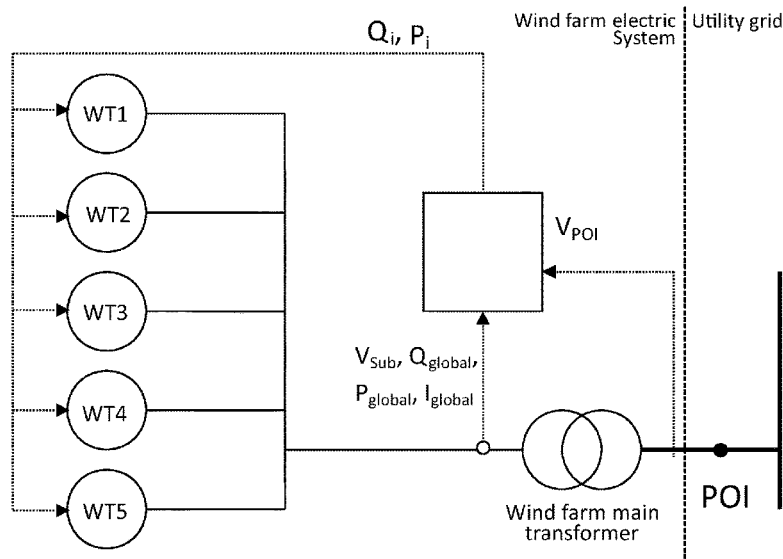 Wind farm electric
System
Utility grid
Qi, Pi
WT1
WT2
WT3
WT4
WT5
VPOI
VSub, Qglobal,
Pglobal, Iglobal
Wind farm main
transformer
POI